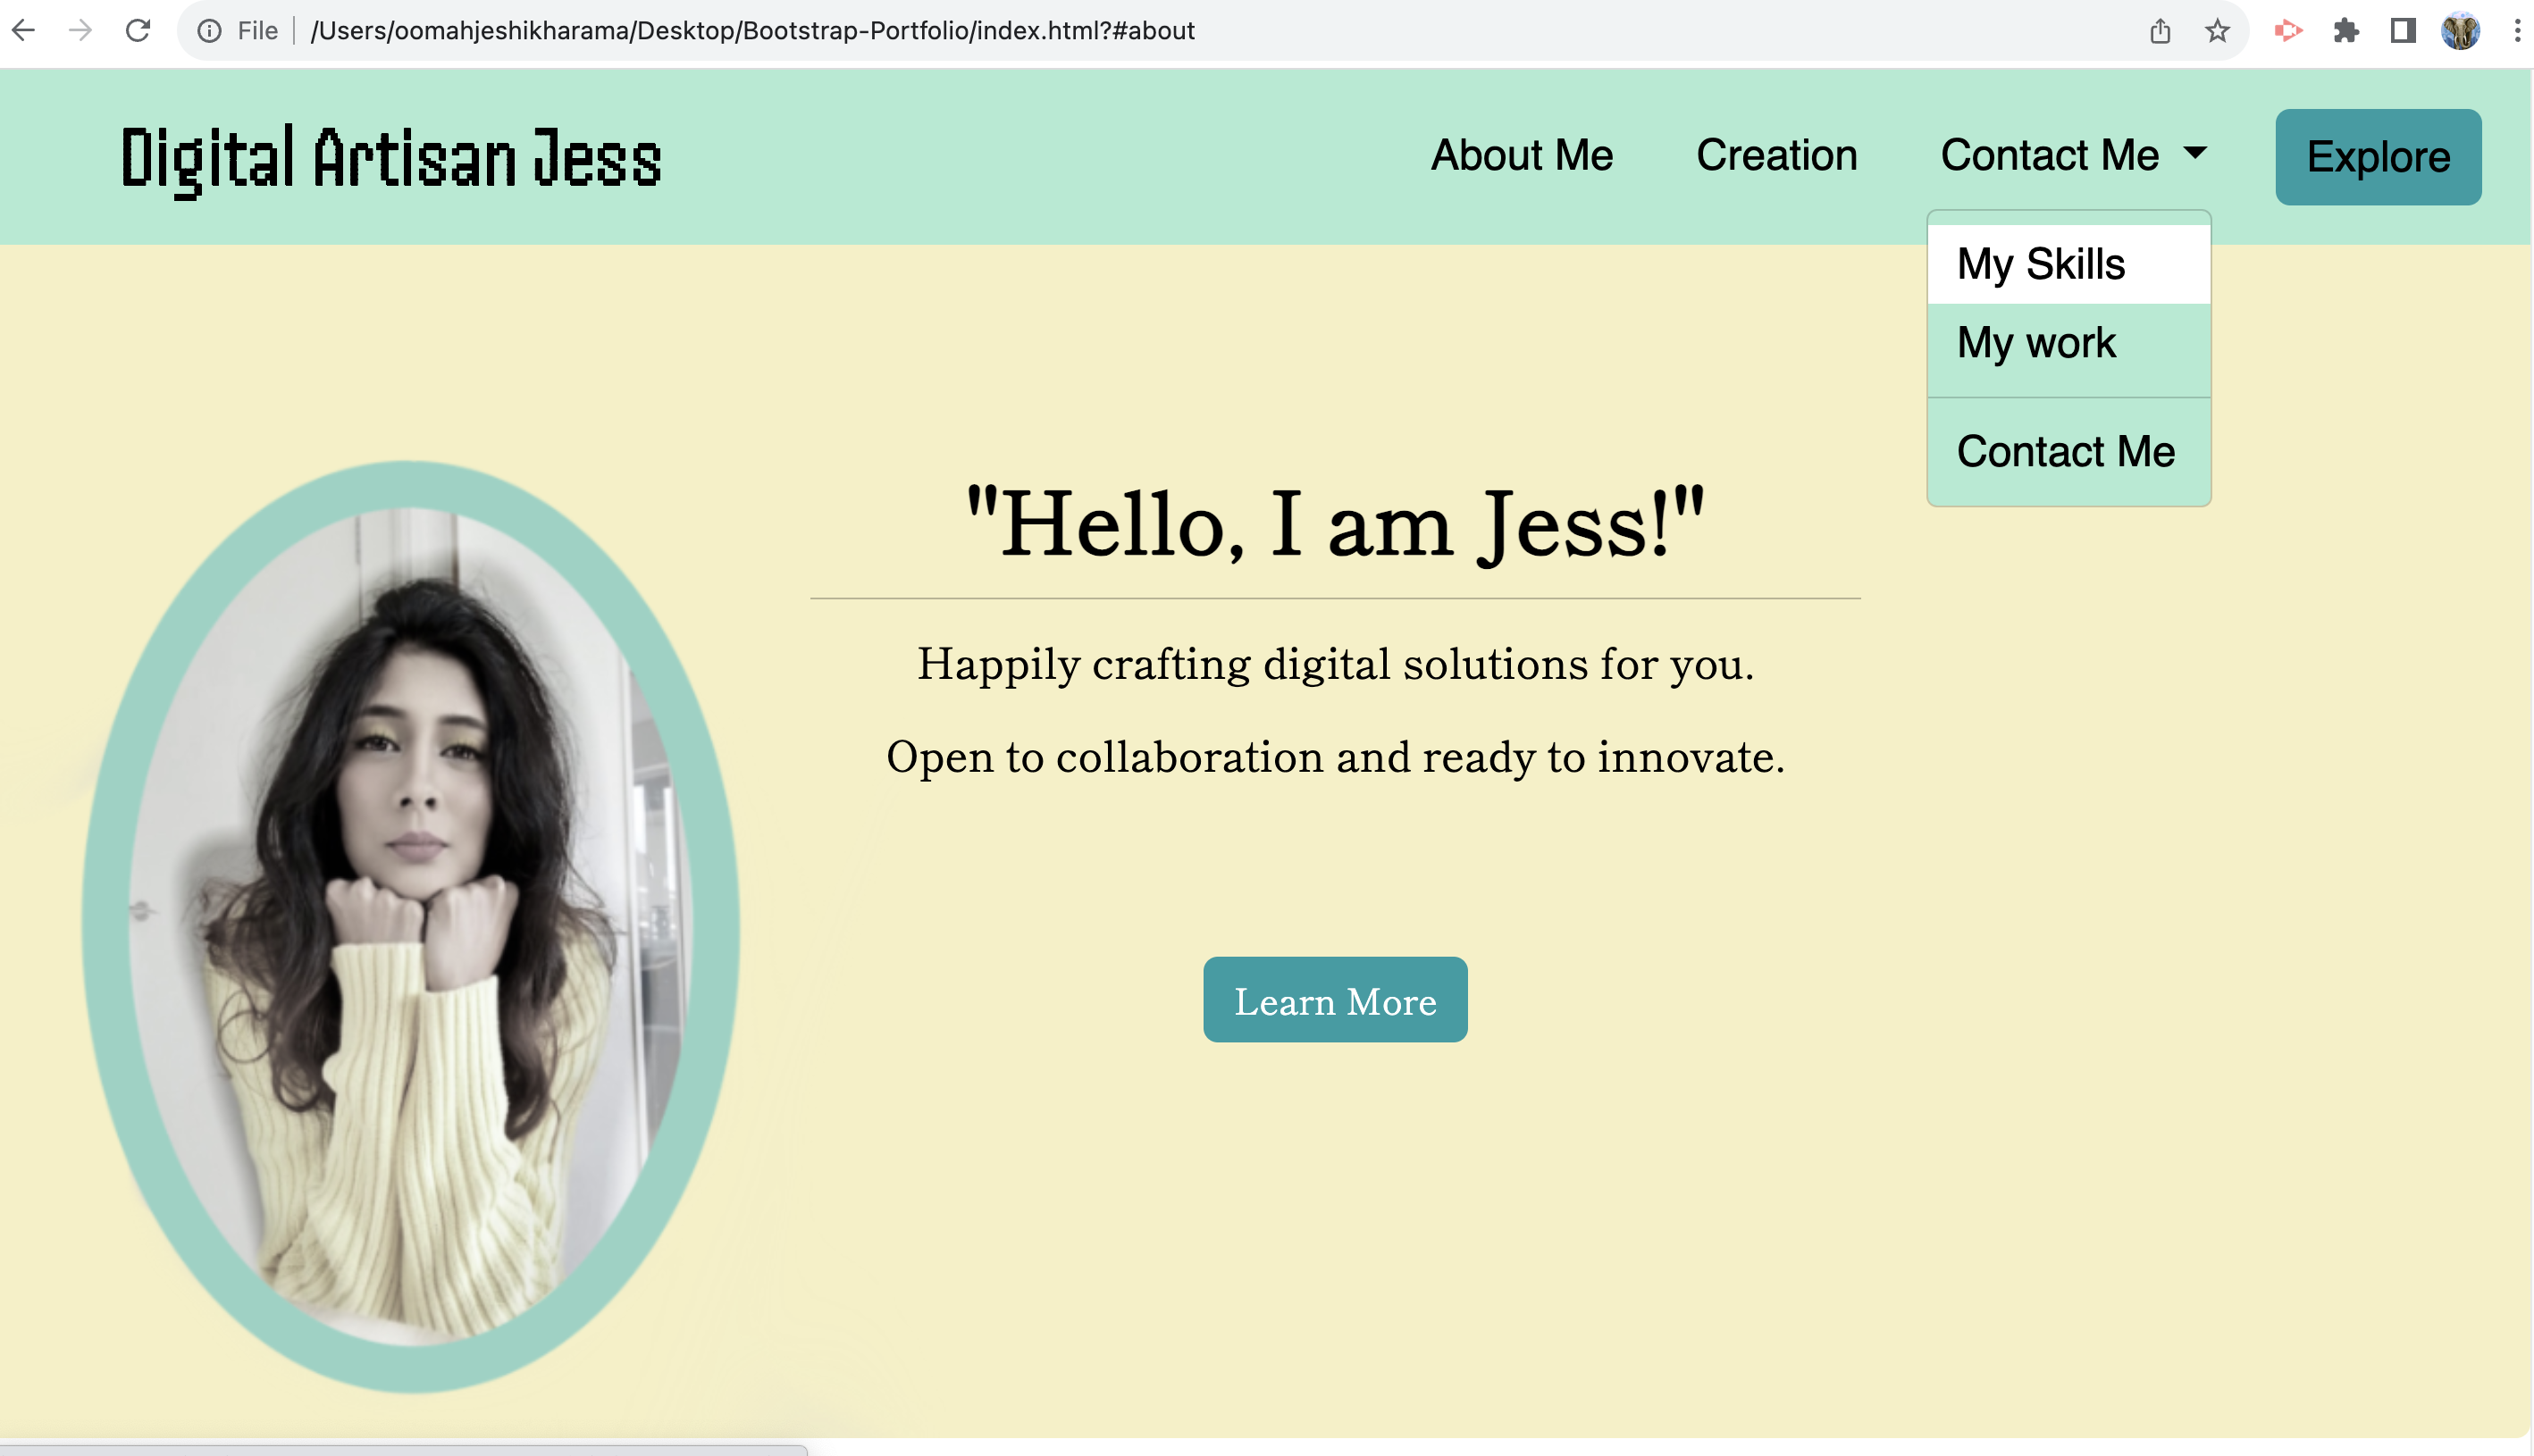 File /Users/oomahjeshikharama/Desktop/Bootstrap-Portfolio/index.html?#about
Digital Artisan Jess
About Me Creation Contact Me Explore
My Skills
My work
Contact Me
"Hello, I am Jess!"
Happily crafting digital solutions for you.
Open to collaboration and ready to innovate.
Learn More